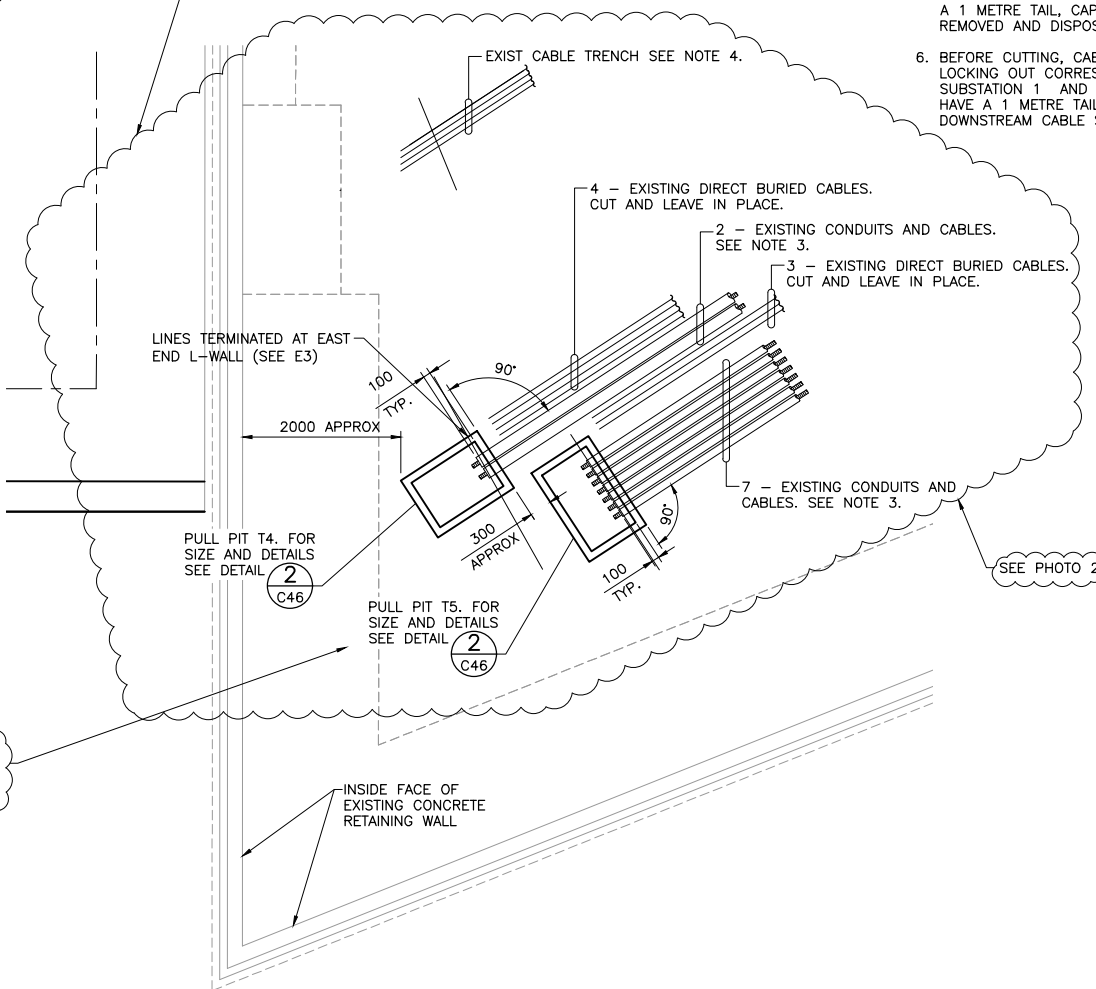 A 1 METRE TAIL, CAP
REMOVED AND DISPOS
6. BEFORE CUTTING, CAB
LOCKING OUT CORRES
SUBSTATION 1 AND
HAVE A 1 METRE TAIL
DOWNSTREAM CABLE S
EXIST CABLE TRENCH SEE NOTE 4.
4 – EXISTING DIRECT BURIED CABLES.
CUT AND LEAVE IN PLACE.
2 – EXISTING CONDUITS AND CABLES.
SEE NOTE 3.
3 – EXISTING DIRECT BURIED CABLES.
CUT AND LEAVE IN PLACE.
LINES TERMINATED AT EAST
END L-WALL (SEE E3)
100
TYP.
90°
2000 APPROX
7 – EXISTING CONDUITS AND
CABLES. SEE NOTE 3.
90°
300
APPROX
100
TYP.
PULL PIT T4. FOR
SIZE AND DETAILS
SEE DETAIL
2
C46
SEE PHOTO 2
PULL PIT T5. FOR
SIZE AND DETAILS
SEE DETAIL
2
C46
INSIDE FACE OF
EXISTING CONCRETE
RETAINING WALL